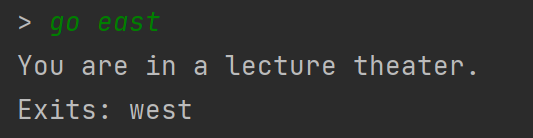 > go east
You are in a lecture theater.
Exits: west